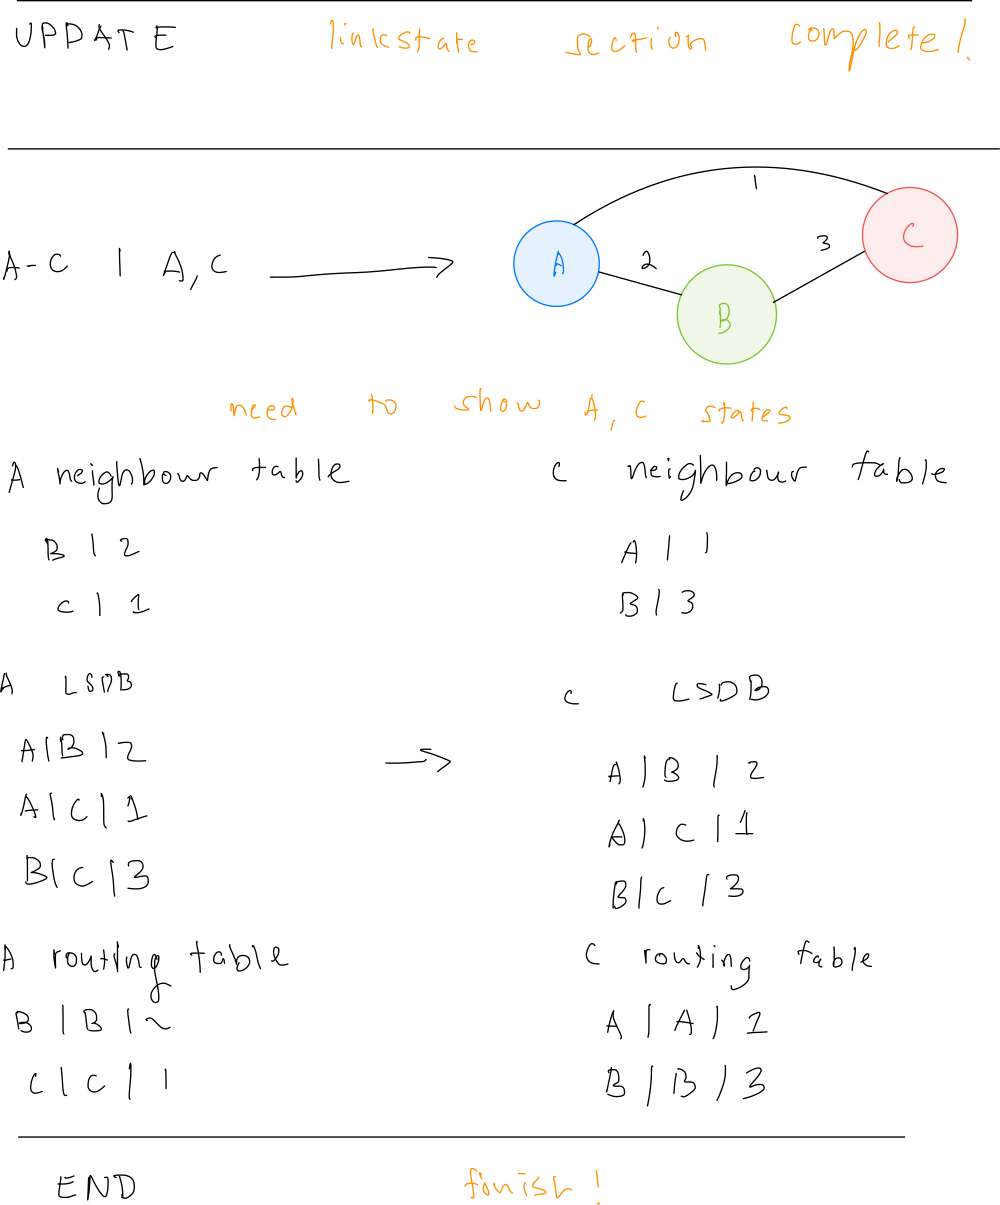 UPDATE linkstate section complete!
1
A-C | A,C
A 2 B 3 C
need to show A, C states
A neighbour table
B | 2
C | 1
C neighbour table
A | 1
B | 3
A LSDB
A|B|2
A|C|1
B|C|3
C LSDB
A|B|2
A|C|1
B|C|3
A routing table
B|B|2
C|C|1
C routing table
A|A|2
B|B|3
END finish!